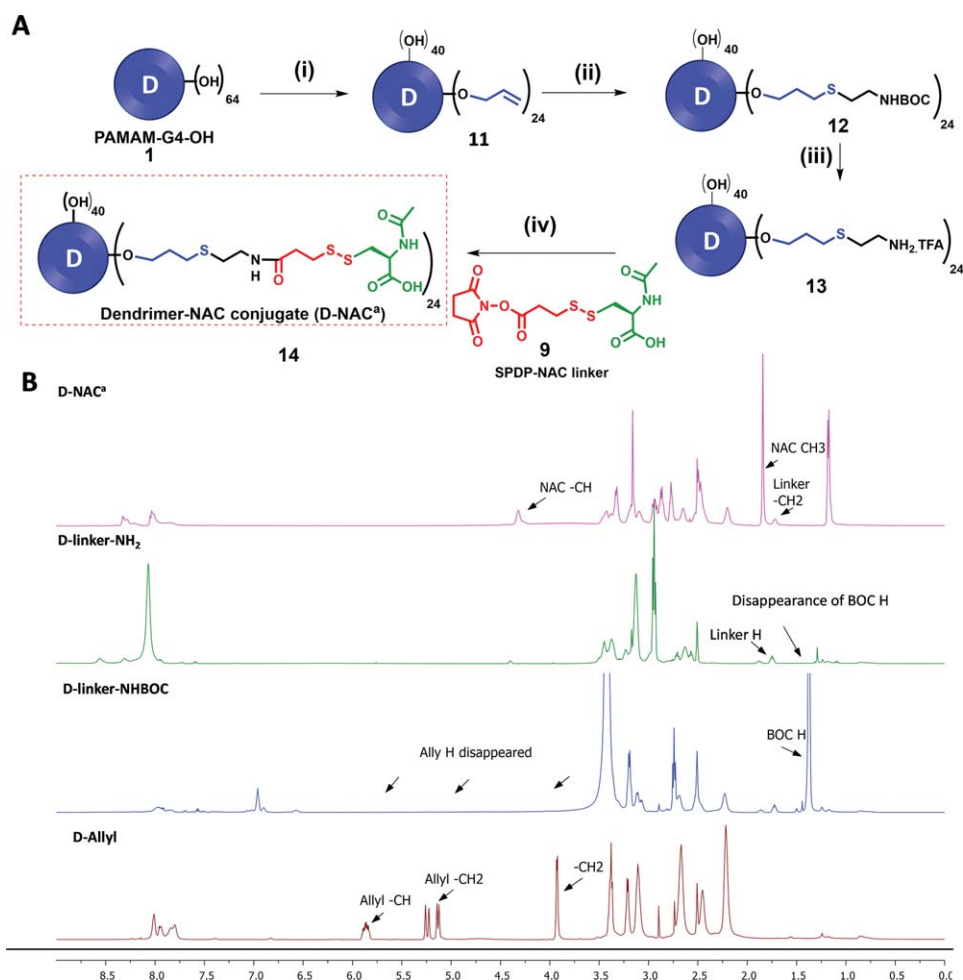 A
(OH)
64
D
PAMAM-G4-OH
1
(i)
(OH)
40
D
O
24
11
(ii)
(OH)
40
D
O
S
NHBOC
24
12
(iii)
(OH)
40
D
O
S
NH2.TFA
24
13
(iv)
O
N
O
O
O
S
S
O
HN
O
OH
9
SPDP-NAC linker
(OH)
40
D
O
S
N
H
O
S
S
O
NH
O
OH
24
Dendrimer-NAC conjugate (D-NACᵃ)
14
B
D-NACᵃ
NAC -CH
NAC CH3
Linker
-CH2
D-linker-NH₂
Disappearance of BOC H
Linker H
D-linker-NHBOC
Ally H disappeared
BOC H
D-Allyl
Allyl -CH
Allyl -CH2
-CH2
8.5 8.0 7.5 7.0 6.5 6.0 5.5 5.0 4.5 4.0 3.5 3.0 2.5 2.0 1.5 1.0 0.5 0.0